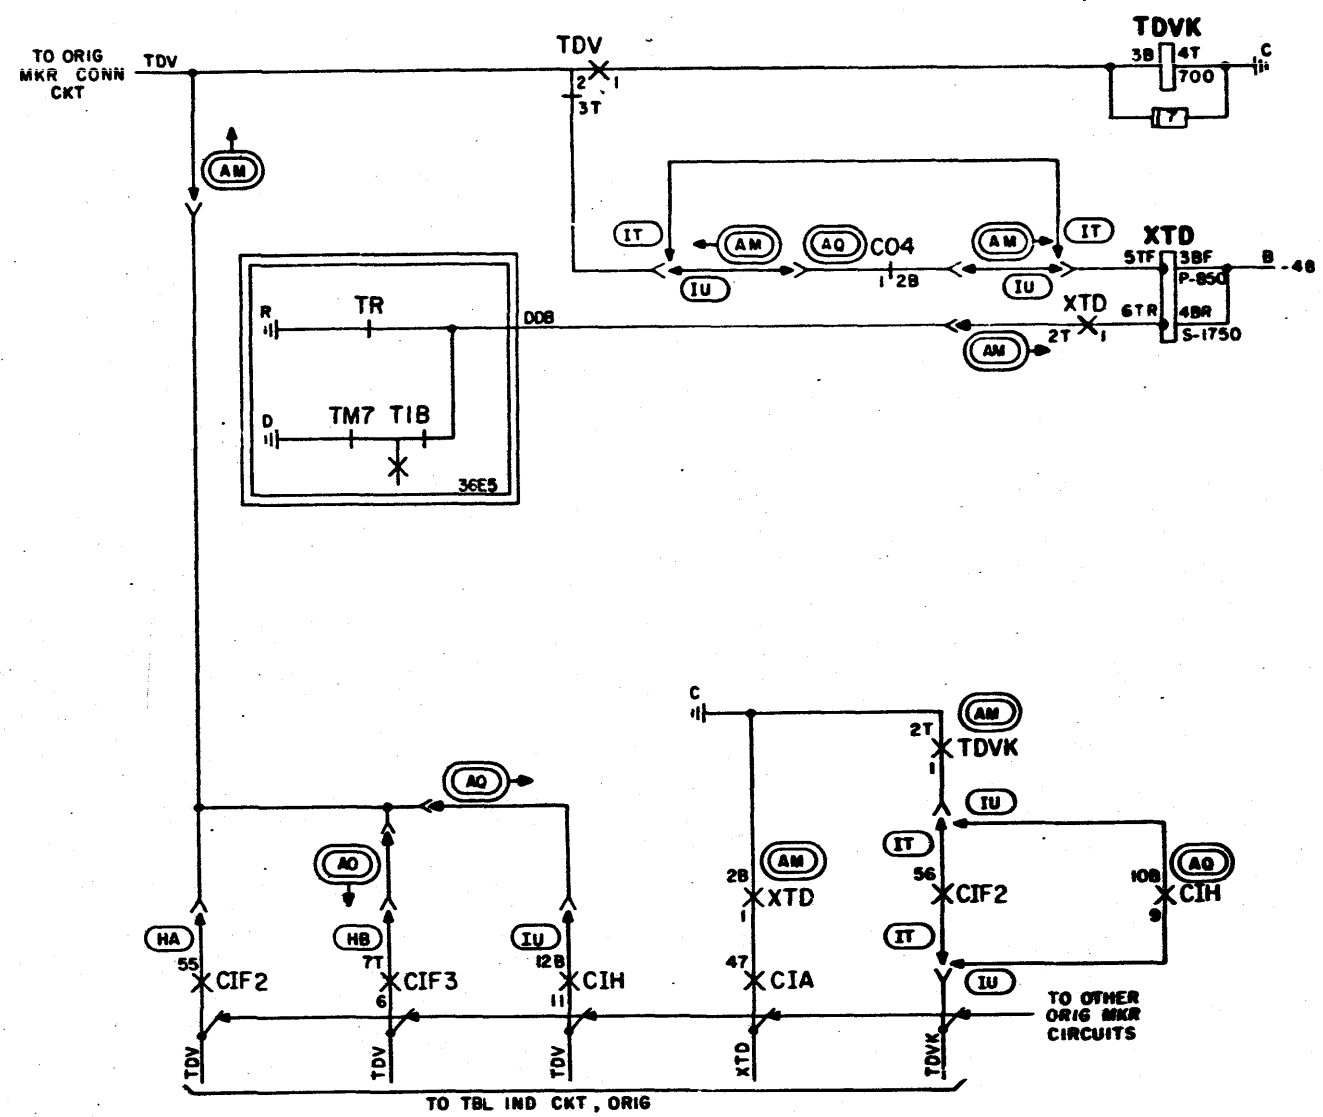 TO ORIG
MKR CONN
CKT
TDV
TDV
2
1
3T
TDVK
3B
4T
700
C
7
AM
IT
AM
AQ
CO4
1
2B
IU
AM
IT
IU
XTD
5TF
3BF
P-850
B
-48
6TR
4BR
S-1750
XTD
2T
1
AM
R
TR
DDB
D
TM7
T1B
36E5
C
AM
2T
TDVK
1
IU
IT
56
CIF2
IT
IU
10B
AQ
CIH
9
AQ
AO
HA
55
CIF2
HB
7T
CIF3
6
IU
12B
CIH
11
AM
2B
XTD
1
47
CIA
TO OTHER
ORIG MKR
CIRCUITS
TDV
TDV
TDV
XTD
TDVK
TO TBL IND CKT, ORIG